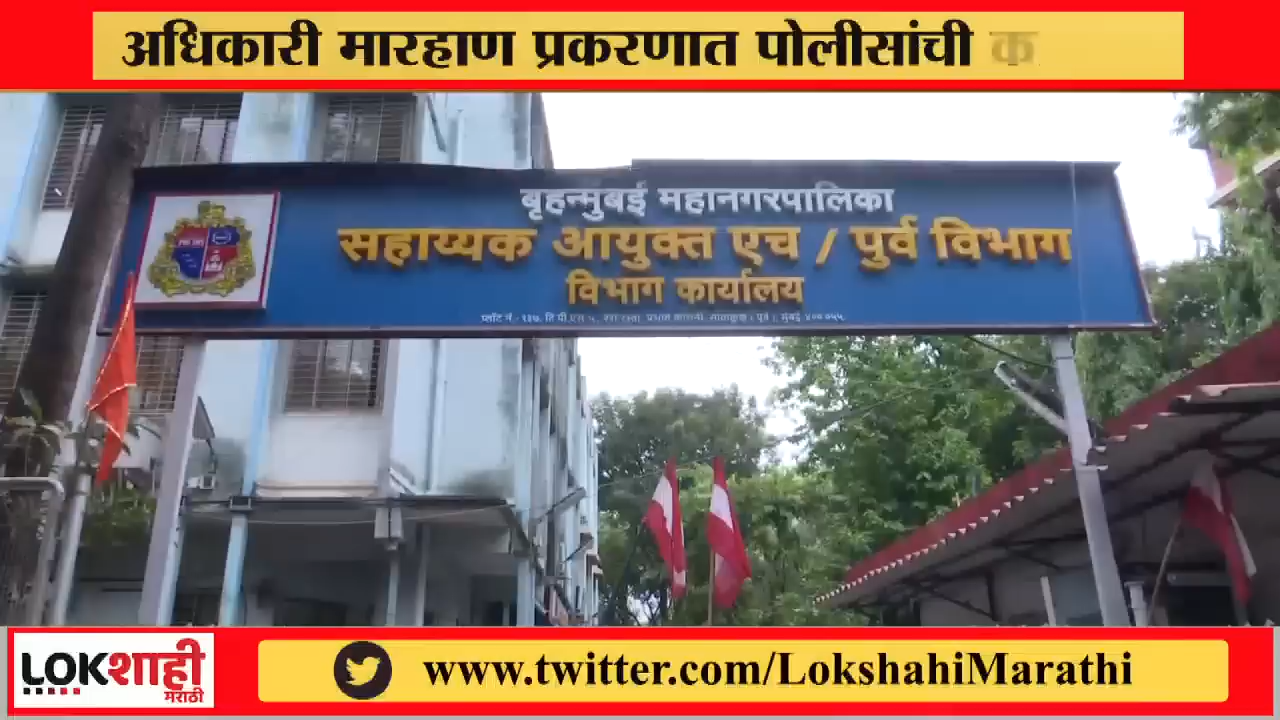 अधिकारी मारहाण प्रकरणात पोलीसांची क
बृहन्मुंबई महानगरपालिका
सहाय्यक आयुक्त एच / पुर्व विभाग
विभाग कार्यालय
LOKशाही
मराठी
www.twitter.com/LokshahiMarathi